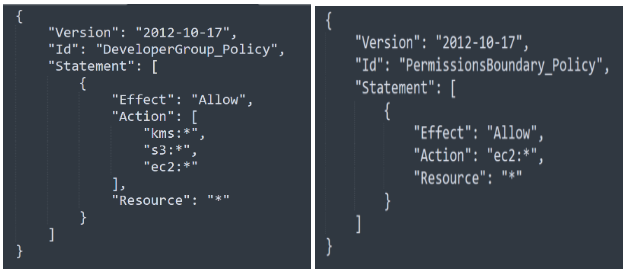 {
    "Version": "2012-10-17",
    "Id": "DeveloperGroup_Policy",
    "Statement": [
        {
            "Effect": "Allow",
            "Action": [
                "kms:*",
                "s3:*",
                "ec2:*"
            ],
            "Resource": "*"
        }
    ]
}
{
    "Version": "2012-10-17",
    "Id": "PermissionsBoundary_Policy",
    "Statement": [
        {
            "Effect": "Allow",
            "Action": "ec2:*",
            "Resource": "*"
        }
    ]
}